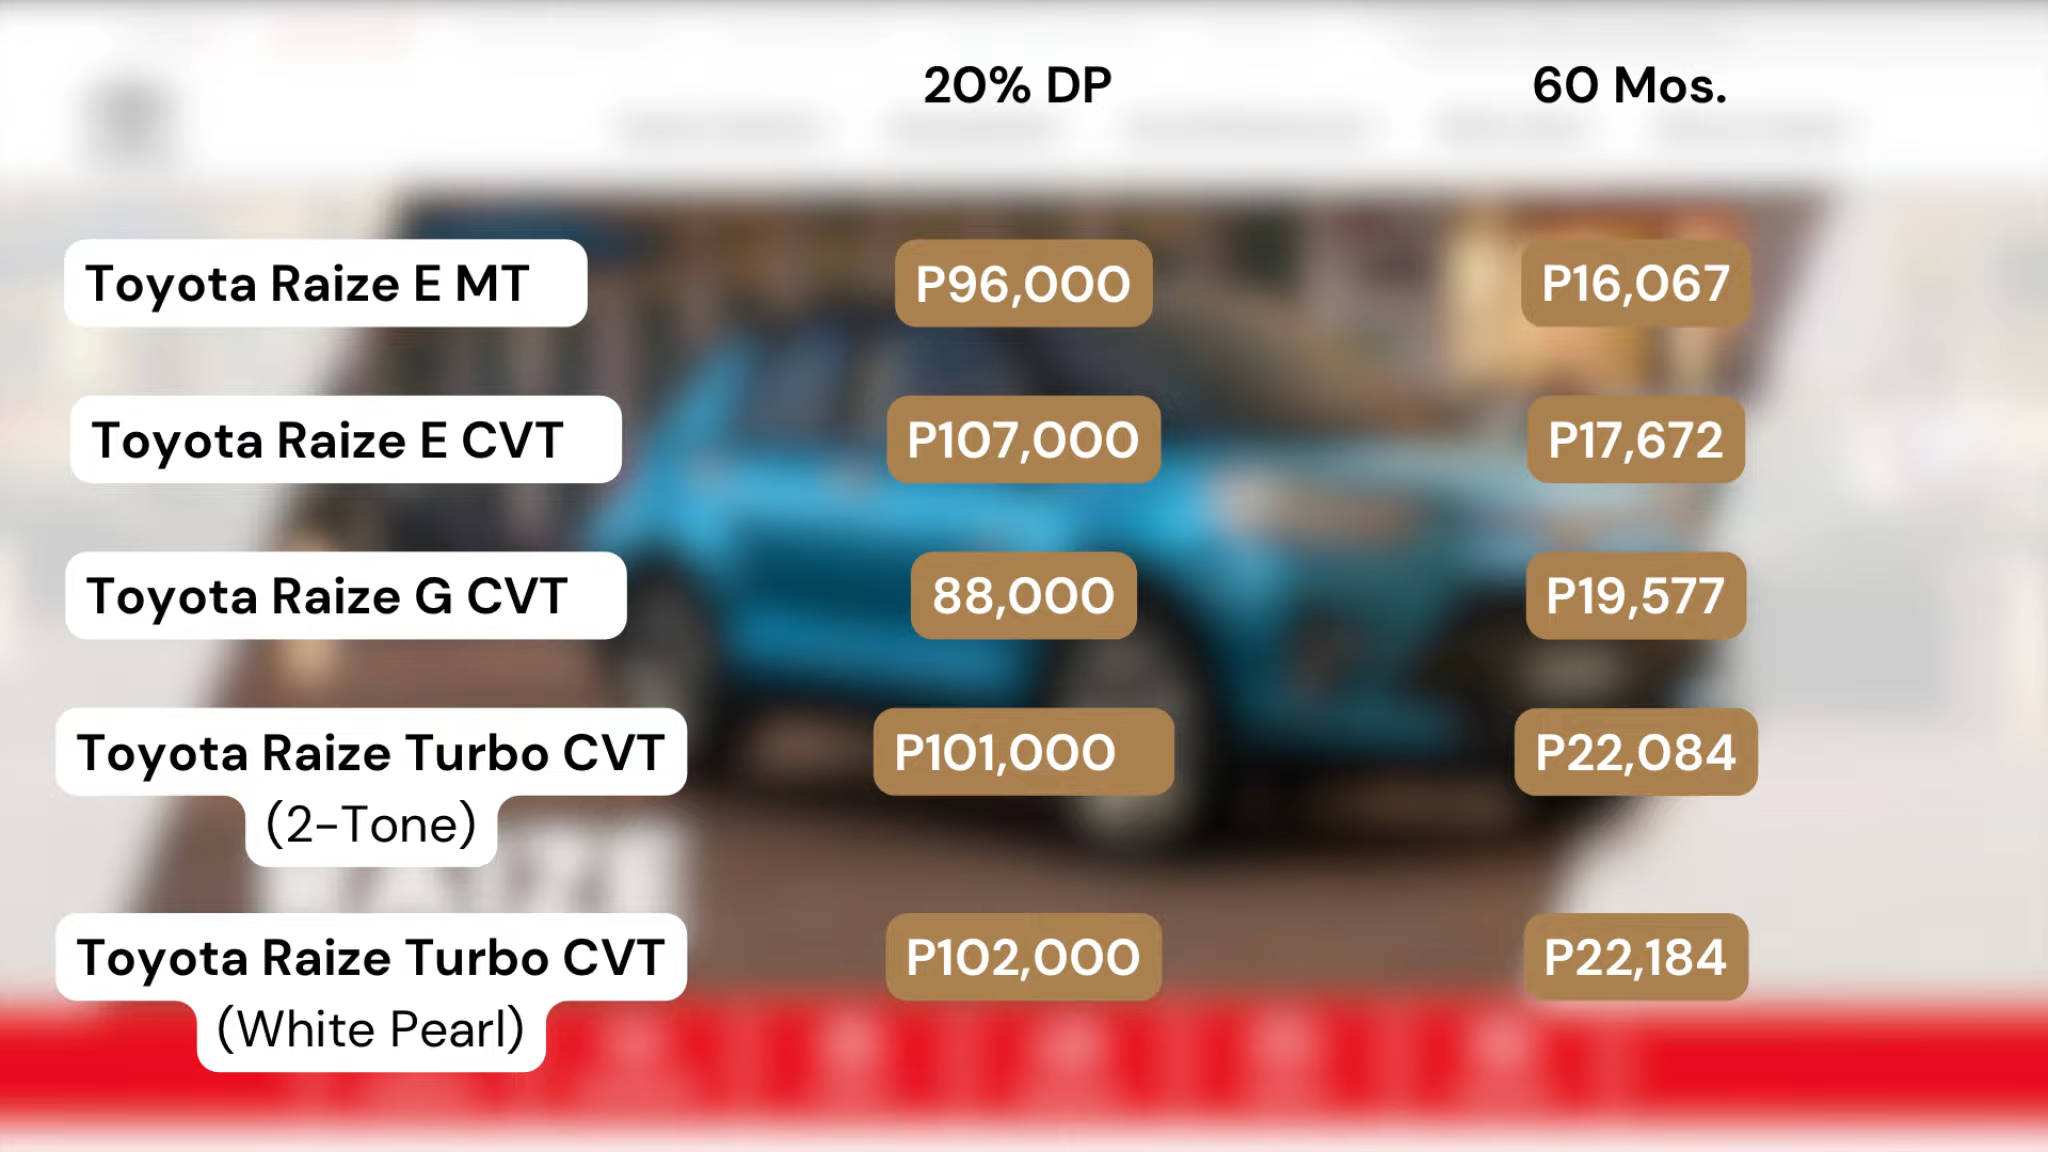 20% DP 60 Mos.
Toyota Raize E MT P96,000 P16,067
Toyota Raize E CVT P107,000 P17,672
Toyota Raize G CVT 88,000 P19,577
Toyota Raize Turbo CVT P101,000 P22,084
(2-Tone)
Toyota Raize Turbo CVT P102,000 P22,184
(White Pearl)